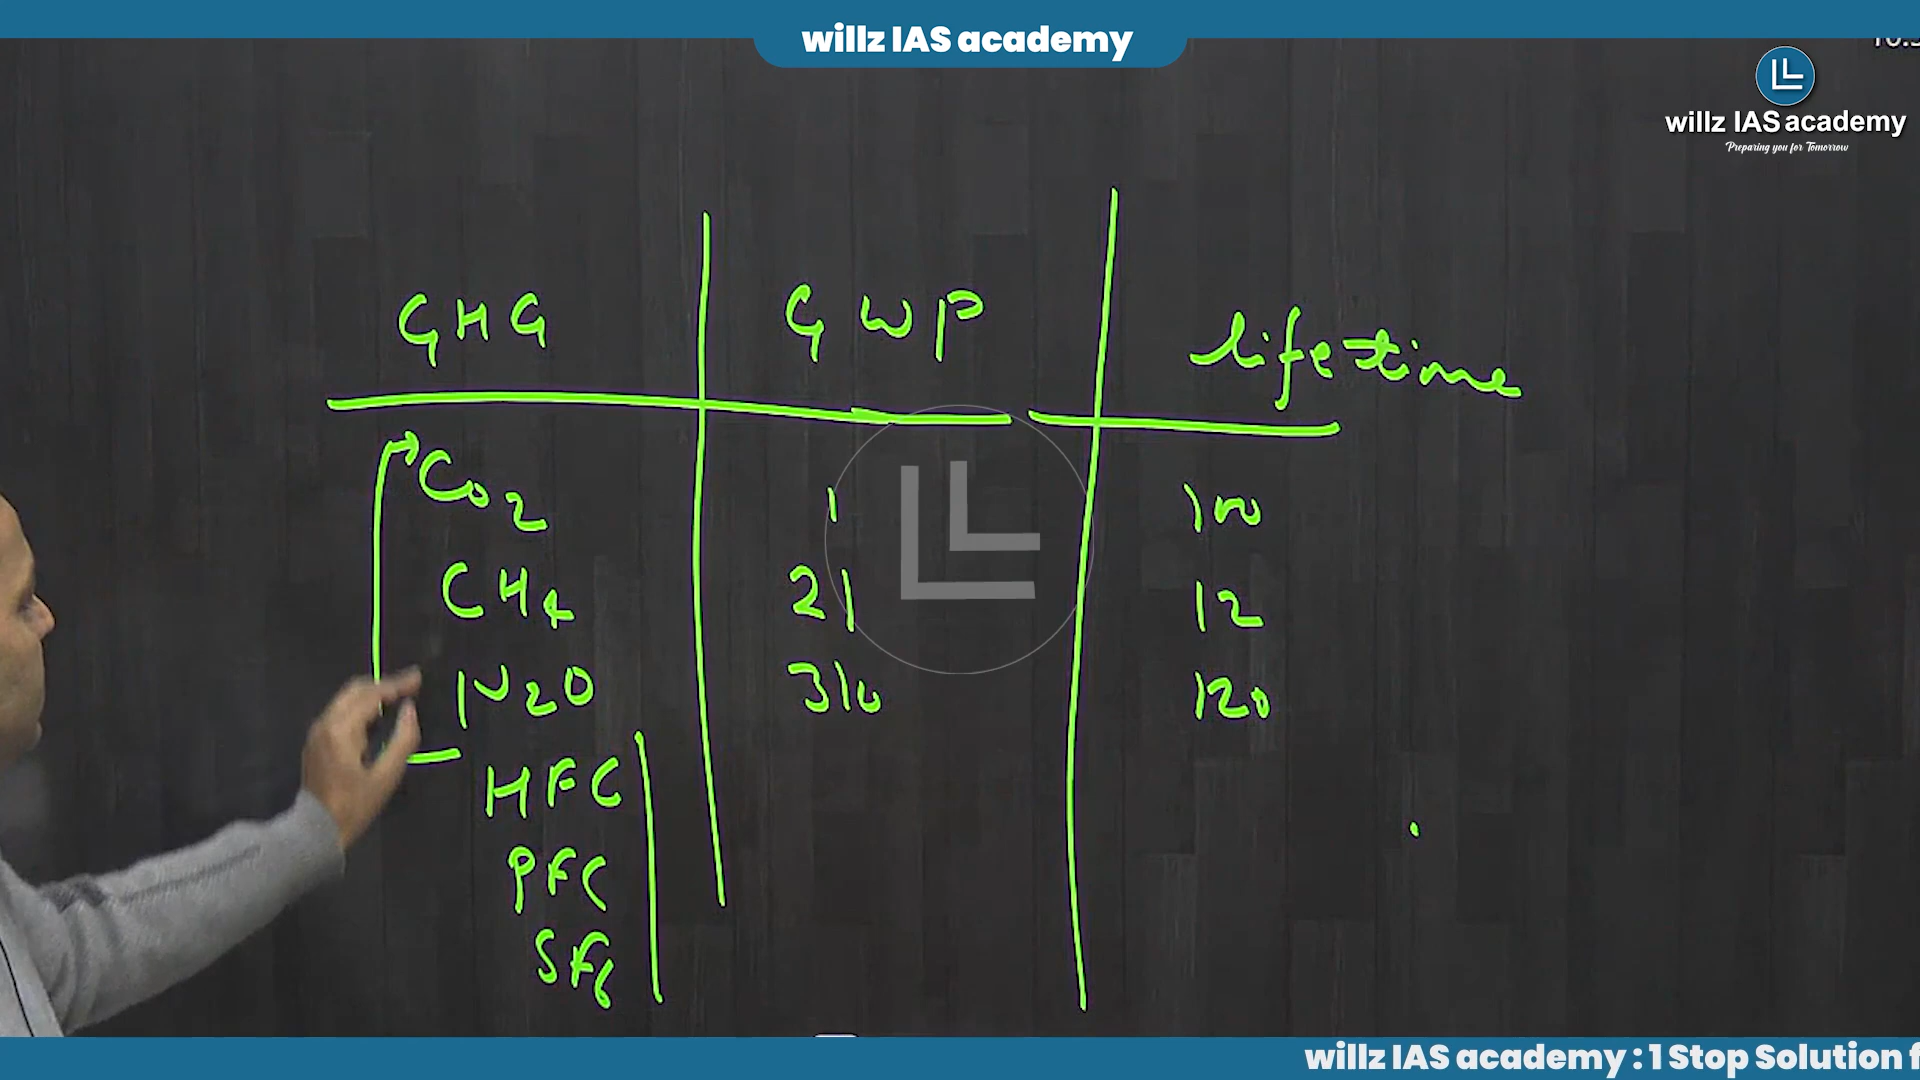 willz IAS academy
willz IAS academy
Preparing you for Tomorrow
GHG GWP lifetime
CO2 1 100
CH4 21 12
N2O 310 120
HFC
PFC
SF6
willz IAS academy : 1 Stop Solution f